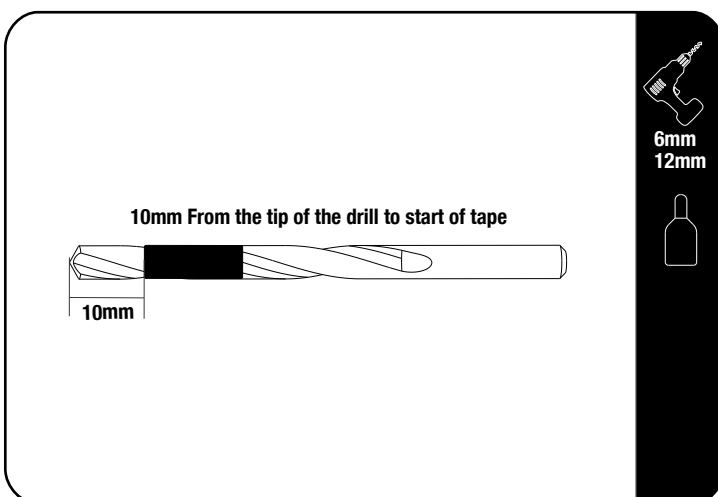 6mm
12mm
10mm From the tip of the drill to start of tape
10mm